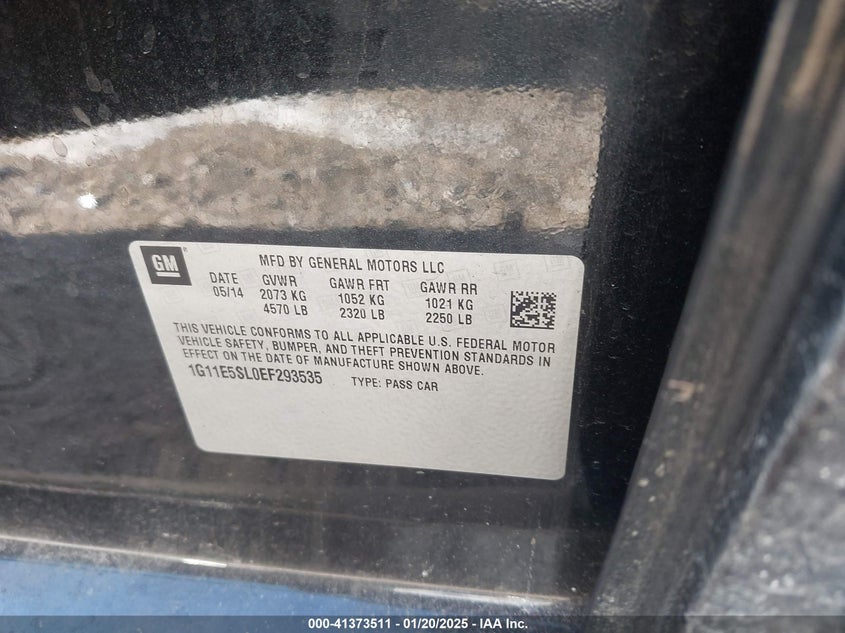 GM
MFD BY GENERAL MOTORS LLC
DATE GVWR GAWR FRT GAWR RR
05/14 2073 KG 1052 KG 1021 KG
4570 LB 2320 LB 2250 LB
THIS VEHICLE CONFORMS TO ALL APPLICABLE U.S. FEDERAL MOTOR
VEHICLE SAFETY, BUMPER, AND THEFT PREVENTION STANDARDS IN
EFFECT ON THE DATE OF MANUFACTURE SHOWN ABOVE.
1G11E5SL0EF293535 TYPE: PASS CAR
000-41373511 - 01/20/2025 - IAA Inc.